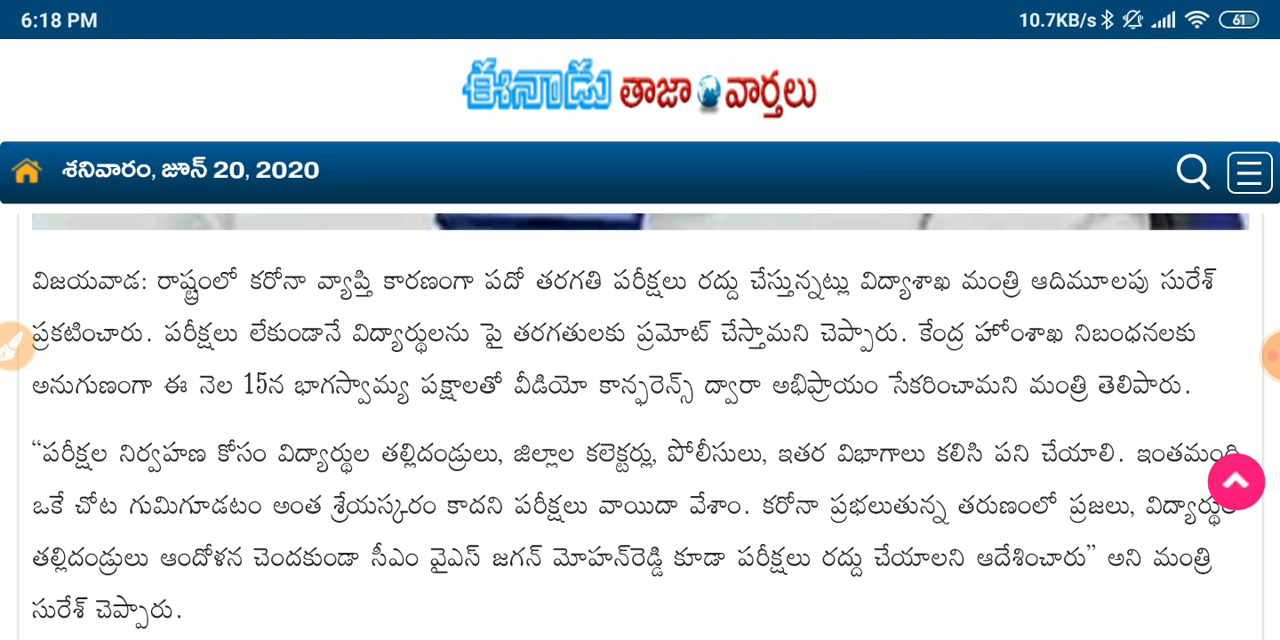 6:18 PM
10.7KB/s
61
ఈనాడు తాజా వార్తలు
శనివారం, జూన్ 20, 2020
విజయవాడ: రాష్ట్రంలో కరోనా వ్యాప్తి కారణంగా పదో తరగతి పరీక్షలు రద్దు చేస్తున్నట్లు విద్యాశాఖ మంత్రి ఆదిమూలపు సురేశ్
ప్రకటించారు. పరీక్షలు లేకుండానే విద్యార్థులను పై తరగతులకు ప్రమోట్ చేస్తామని చెప్పారు. కేంద్ర హోంశాఖ నిబంధనలకు
అనుగుణంగా ఈ నెల 15న భాగస్వామ్య పక్షాలతో వీడియో కాన్ఫరెన్స్ ద్వారా అభిప్రాయం సేకరించామని మంత్రి తెలిపారు.
“పరీక్షల నిర్వహణ కోసం విద్యార్థుల తల్లిదండ్రులు, జిల్లాల కలెక్టర్లు, పోలీసులు, ఇతర విభాగాలు కలిసి పని చేయాలి. ఇంతమంది
ఒకే చోట గుమిగూడటం అంత శ్రేయస్కరం కాదని పరీక్షలు వాయిదా వేశాం. కరోనా ప్రభలుతున్న తరుణంలో ప్రజలు, విద్యార్థుల
తల్లిదండ్రులు ఆందోళన చెందకుండా సీఎం వైఎస్ జగన్ మోహన్‌రెడ్డి కూడా పరీక్షలు రద్దు చేయాలని ఆదేశించారు” అని మంత్రి
సురేశ్ చెప్పారు.